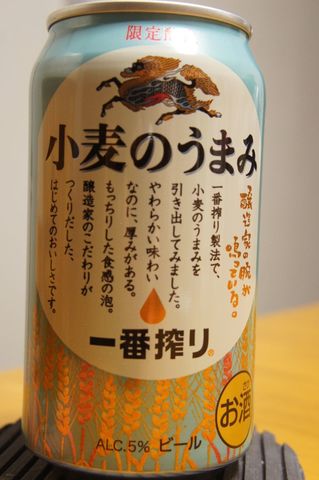 限定醸
小麦のうまみ
一番搾り製法で、
小麦のうまみを
引き出してみました。
やわらかい味わい
なのに、厚みがある。
もっちりした食感の泡。
醸造家のこだわりが
つくりだした、
はじめてのおいしさです。
醸造家の腕が
鳴っているね。
一番搾り®
お酒
ALC.5% ビール